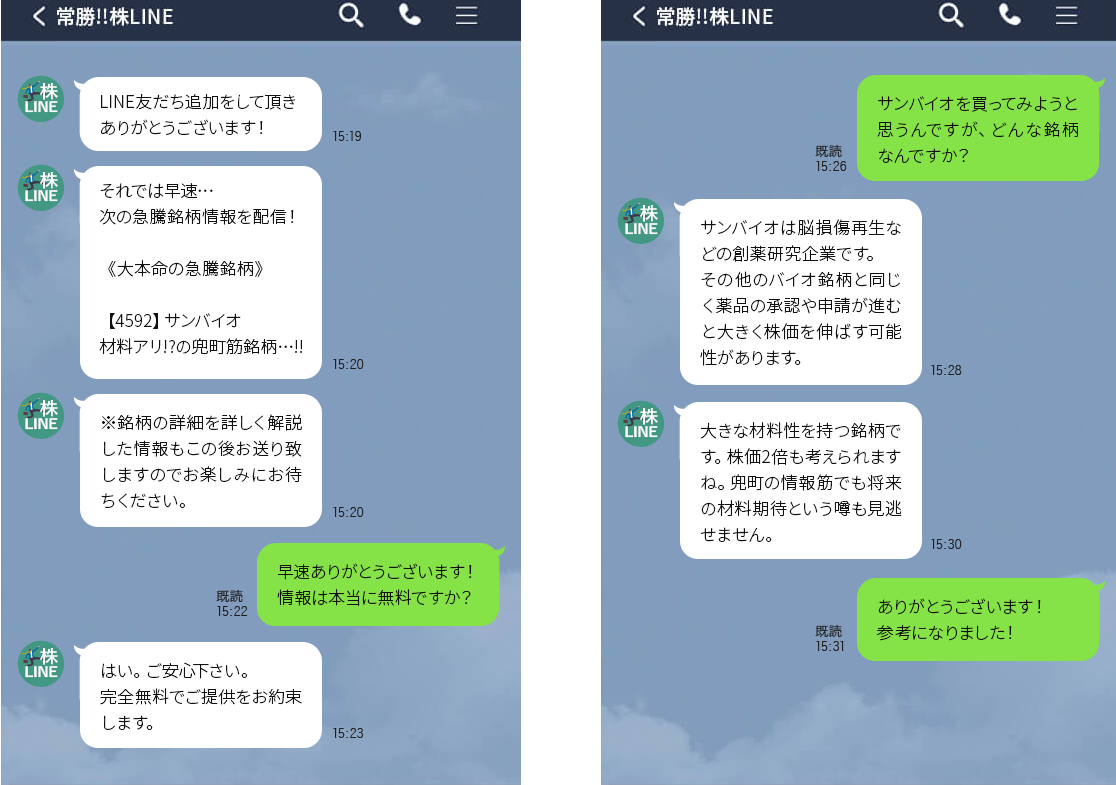 常勝!!株LINE
株
LINE
LINE友だち追加をして頂き
ありがとうございます！
15:19
株
LINE
それでは早速…
次の急騰銘柄情報を配信！
《大本命の急騰銘柄》
【4592】サンバイオ
材料アリ!?の兜町筋銘柄…!!
15:20
株
LINE
※銘柄の詳細を詳しく解説
した情報もこの後お送り致
しますのでお楽しみにお待
ちください。
15:20
早速ありがとうございます！
情報は本当に無料ですか？
既読
15:22
株
LINE
はい。ご安心下さい。
完全無料でご提供をお約束
します。
15:23
常勝!!株LINE
サンバイオを買ってみようと
思うんですが、どんな銘柄
なんですか？
既読
15:26
株
LINE
サンバイオは脳損傷再生な
どの創薬研究企業です。
その他のバイオ銘柄と同じ
く薬品の承認や申請が進む
と大きく株価を伸ばす可能
性があります。
15:28
株
LINE
大きな材料性を持つ銘柄で
す。株価2倍も考えられます
ね。兜町の情報筋でも将来
の材料期待という噂も見逃
せません。
15:30
ありがとうございます！
参考になりました！
既読
15:31